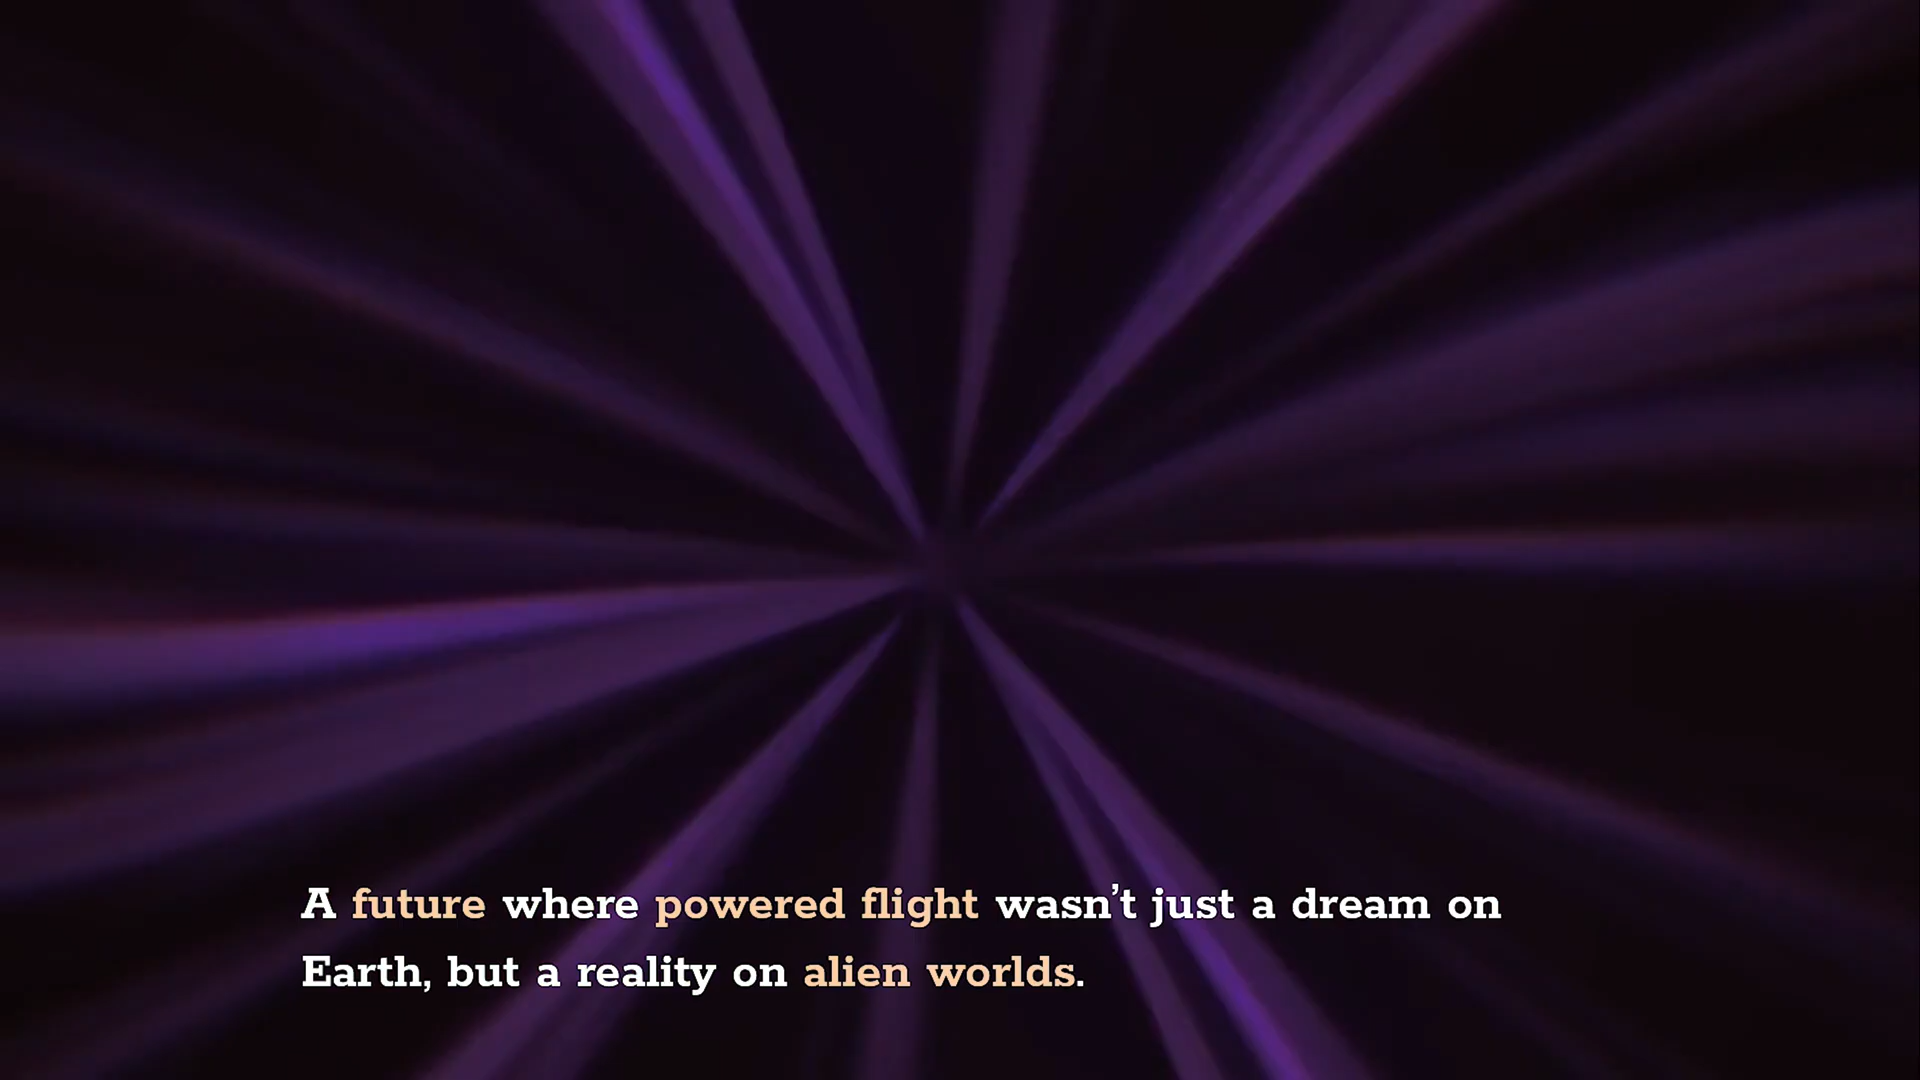 A future where powered flight wasn't just a dream on
Earth, but a reality on alien worlds.